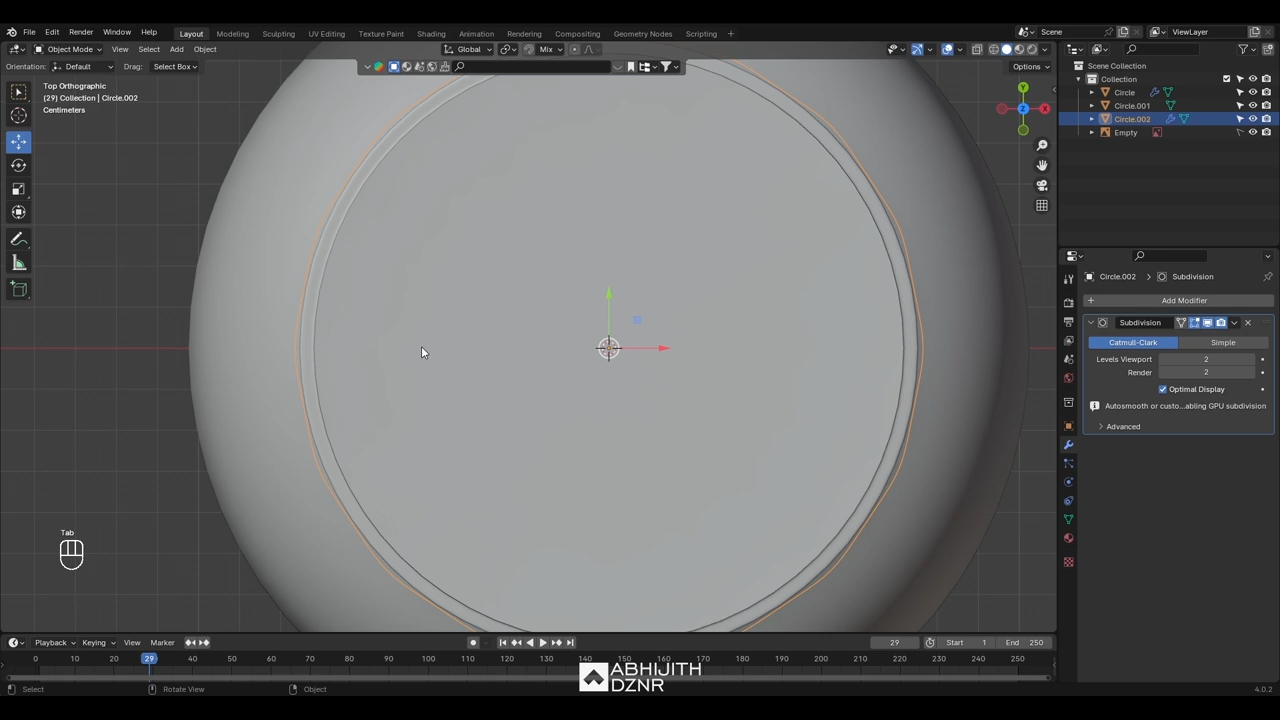 File Edit Render Window Help Layout Modeling Sculpting UV Editing Texture Paint Shading Animation Rendering Compositing Geometry Nodes Scripting + Scene ViewLayer
Object Mode View Select Add Object Global Mix
Orientation: Default Drag: Select Box Options
Top Orthographic
(29) Collection | Circle.002
Centimeters
Y
X
Z
Scene Collection
Collection
Circle
Circle.001
Circle.002
Empty
Circle.002 > Subdivision
+ Add Modifier
Subdivision
Catmull-Clark Simple
Levels Viewport 2
Render 2
Optimal Display
Autosmooth or custo...abling GPU subdivision
Advanced
Tab
Playback Keying View Marker 29 Start 1 End 250
0 10 20 29 40 50 60 70 80 90 100 110 120 130 140 150 160 170 180 190 200 210 220 230 240 250
ABHIJITH
DZNR
Select Rotate View Object 4.0.2